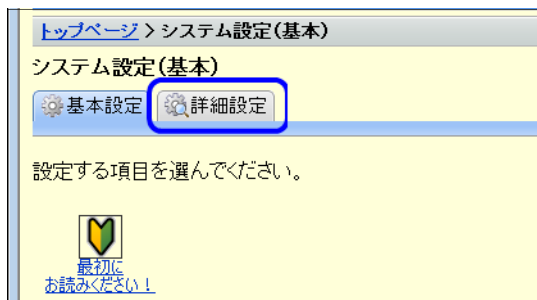 トップページ > システム設定(基本)
システム設定(基本)
基本設定 詳細設定
設定する項目を選んでください。
最初に
お読みください!